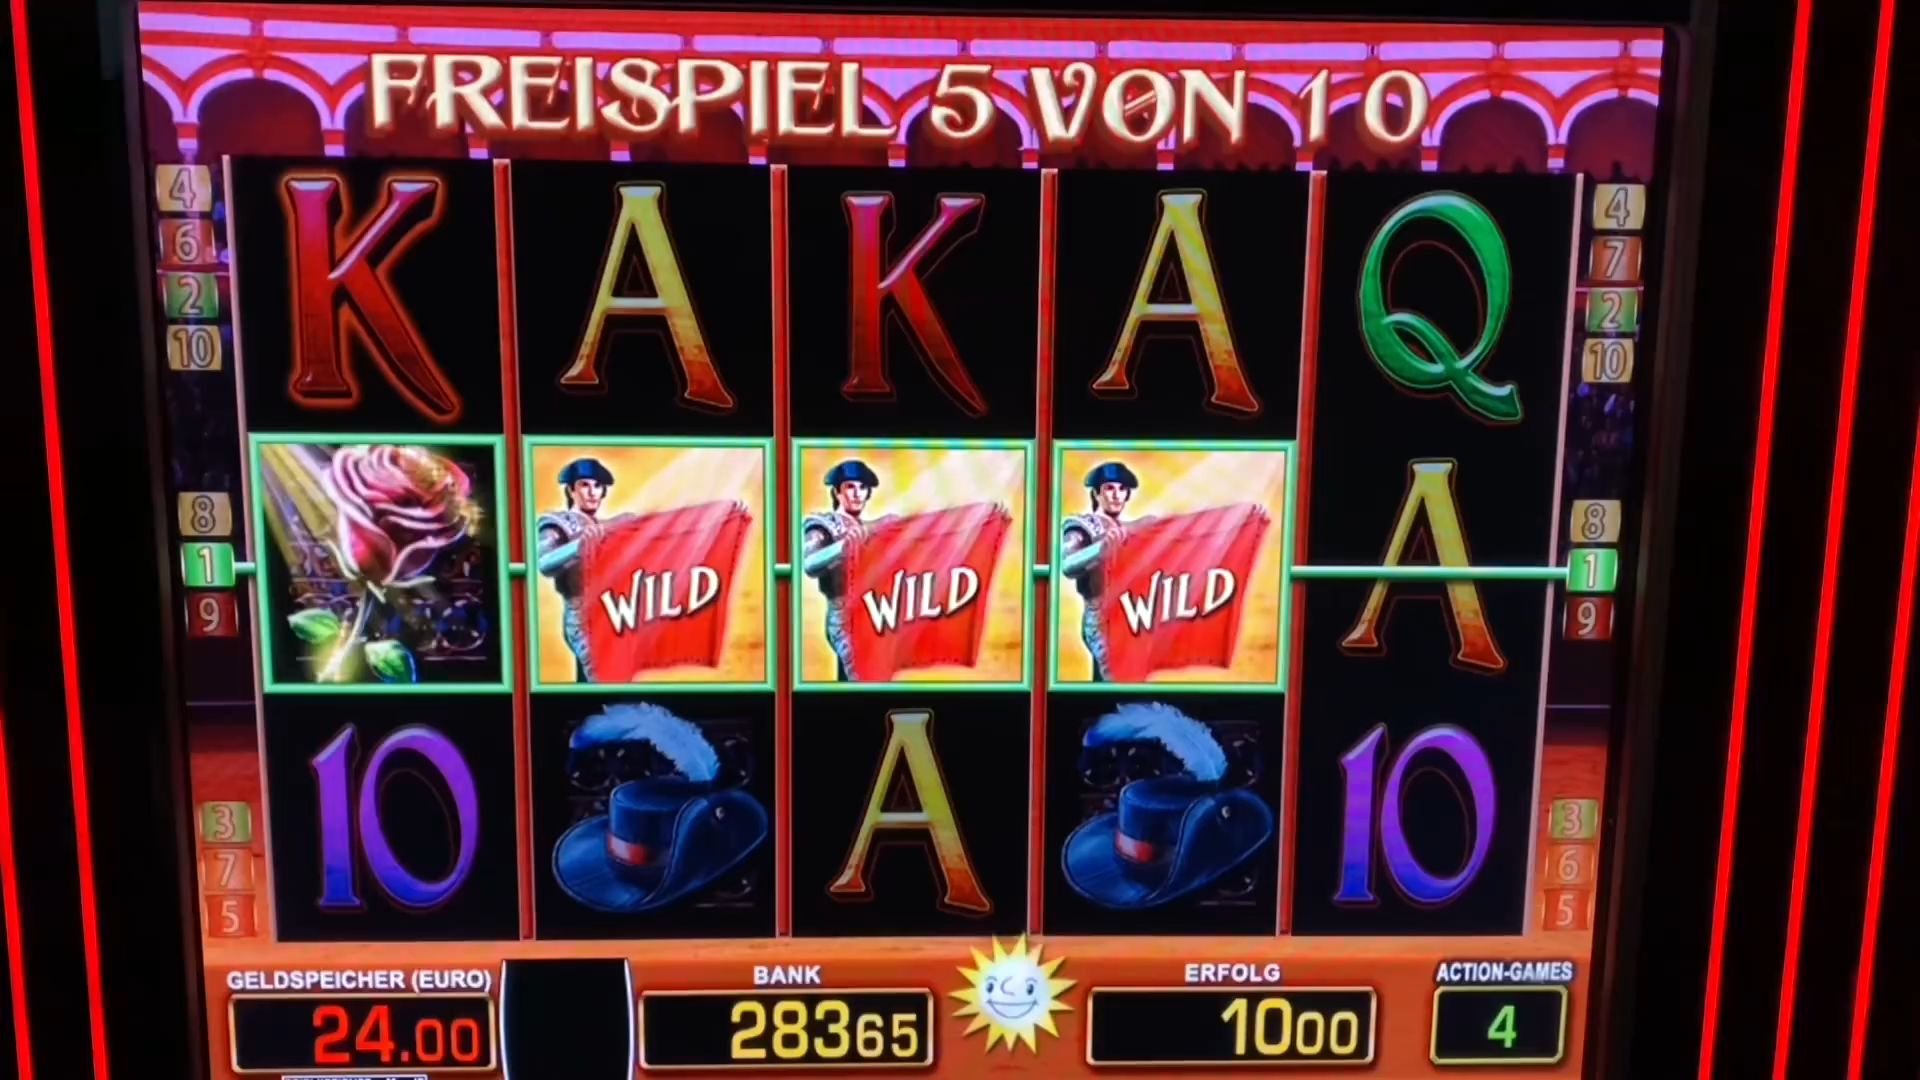 FREISPIEL 5 VON 10
4 K A K A Q 4
6 7
2 2
10 10
8 8
1 WILD WILD WILD A 1
9 9
3 10 A 10 3
7 6
5 5
GELDSPEICHER (EURO) BANK ERFOLG ACTION-GAMES
24.00 28365 1000 4